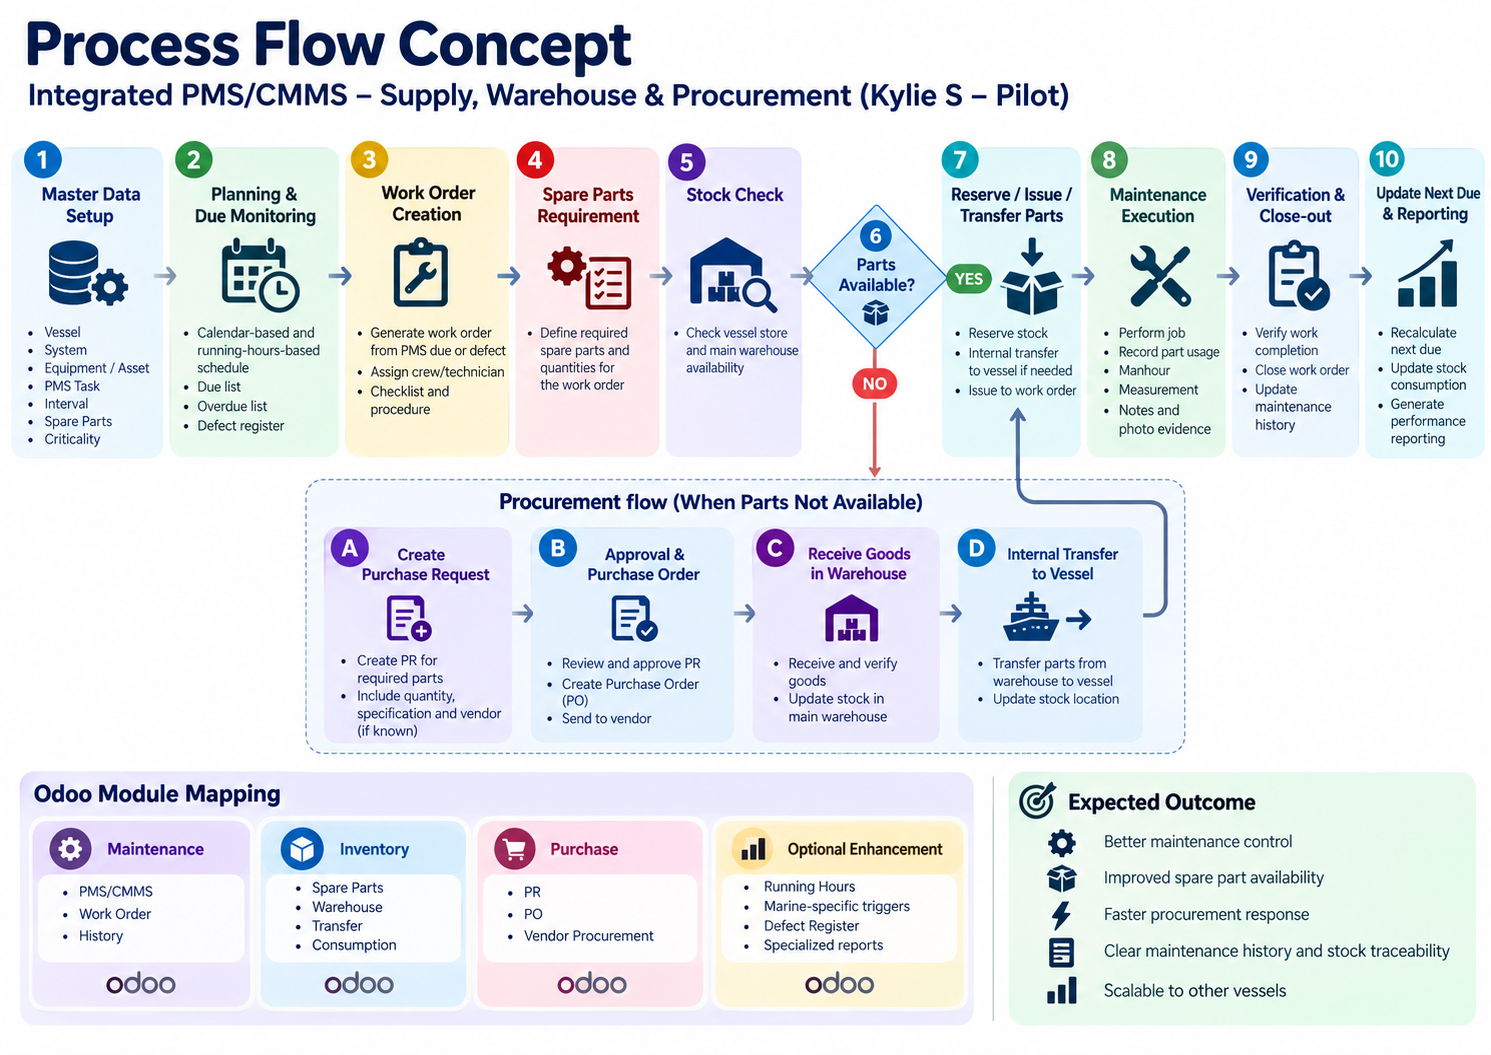 Process Flow Concept
Integrated PMS/CMMS – Supply, Warehouse & Procurement (Kylie S – Pilot)
1
Master Data
Setup
• Vessel
• System
• Equipment / Asset
• PMS Task
• Interval
• Spare Parts
• Criticality
2
Planning &
Due Monitoring
• Calendar-based and
running-hours-based
schedule
• Due list
• Overdue list
• Defect register
3
Work Order
Creation
• Generate work order
from PMS due or defect
• Assign crew/technician
• Checklist and
procedure
4
Spare Parts
Requirement
• Define required
spare parts and
quantities for
the work order
5
Stock Check
• Check vessel store
and main warehouse
availability
6
Parts
Available?
YES
NO
7
Reserve / Issue /
Transfer Parts
• Reserve stock
• Internal transfer
to vessel if needed
• Issue to work order
8
Maintenance
Execution
• Perform job
• Record part usage
• Manhour
• Measurement
• Notes and
photo evidence
9
Verification &
Close-out
• Verify work
completion
• Close work order
• Update
maintenance
history
10
Update Next Due
& Reporting
• Recalculate
next due
• Update stock
consumption
• Generate
performance
reporting
Procurement flow (When Parts Not Available)
A
Create
Purchase Request
• Create PR for
required parts
• Include quantity,
specification and vendor
(if known)
B
Approval &
Purchase Order
• Review and approve PR
• Create Purchase Order
(PO)
• Send to vendor
C
Receive Goods
in Warehouse
• Receive and verify
goods
• Update stock in
main warehouse
D
Internal Transfer
to Vessel
• Transfer parts from
warehouse to vessel
• Update stock location
Odoo Module Mapping
Maintenance
• PMS/CMMS
• Work Order
• History
odoo
Inventory
• Spare Parts
• Warehouse
• Transfer
• Consumption
odoo
Purchase
• PR
• PO
• Vendor Procurement
odoo
Optional Enhancement
• Running Hours
• Marine-specific triggers
• Defect Register
• Specialized reports
odoo
Expected Outcome
Better maintenance control
Improved spare part availability
Faster procurement response
Clear maintenance history and stock traceability
Scalable to other vessels